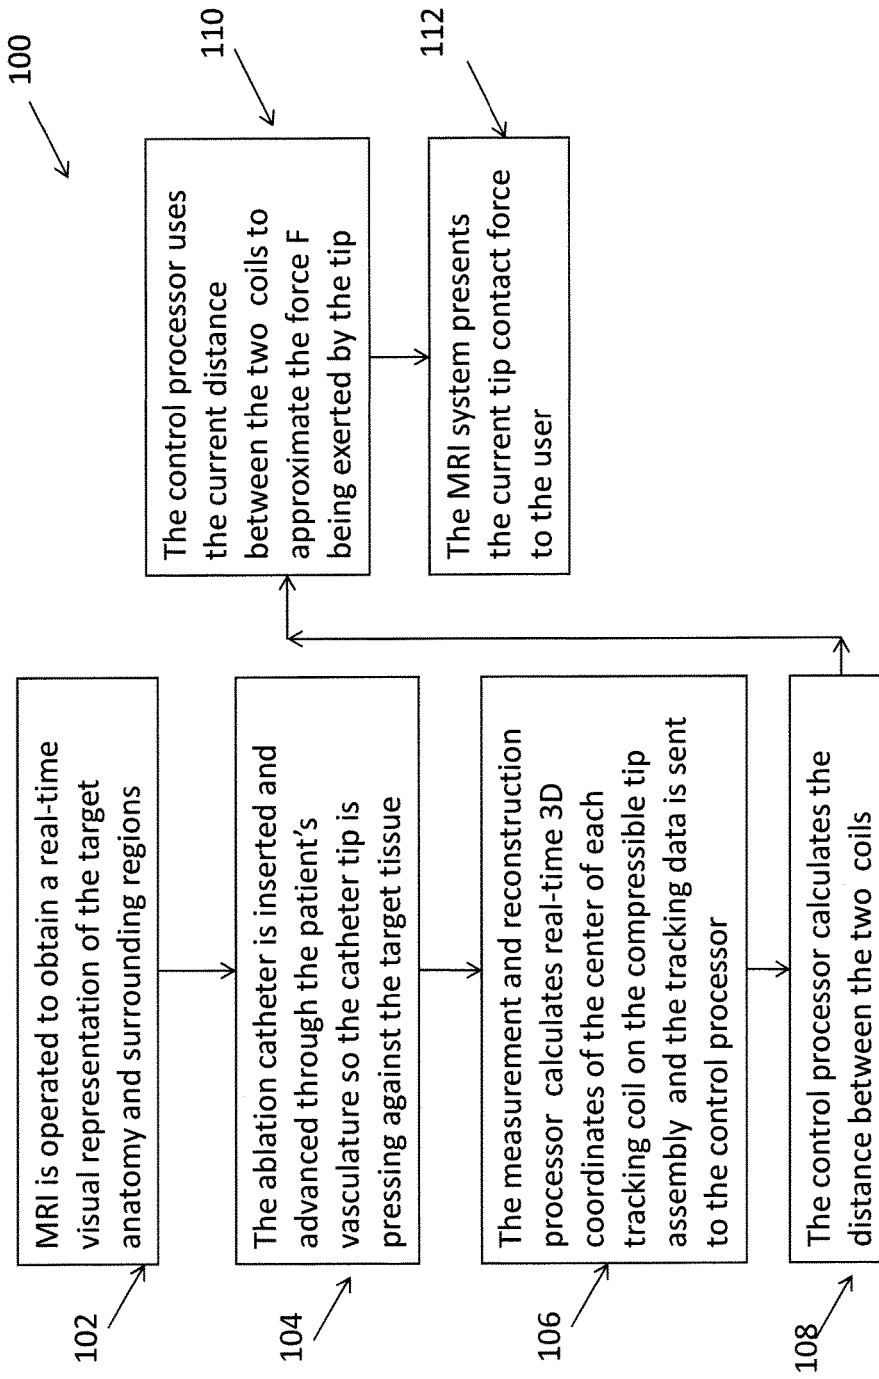 100
102
MRI is operated to obtain a real-time
visual representation of the target
anatomy and surrounding regions
104
The ablation catheter is inserted and
advanced through the patient's
vasculature so the catheter tip is
pressing against the target tissue
106
The measurement and reconstruction
processor calculates real-time 3D
coordinates of the center of each
tracking coil on the compressible tip
assembly and the tracking data is sent
to the control processor
108
The control processor calculates the
distance between the two coils
110
The control processor uses
the current distance
between the two coils to
approximate the force F
being exerted by the tip
112
The MRI system presents
the current tip contact force
to the user